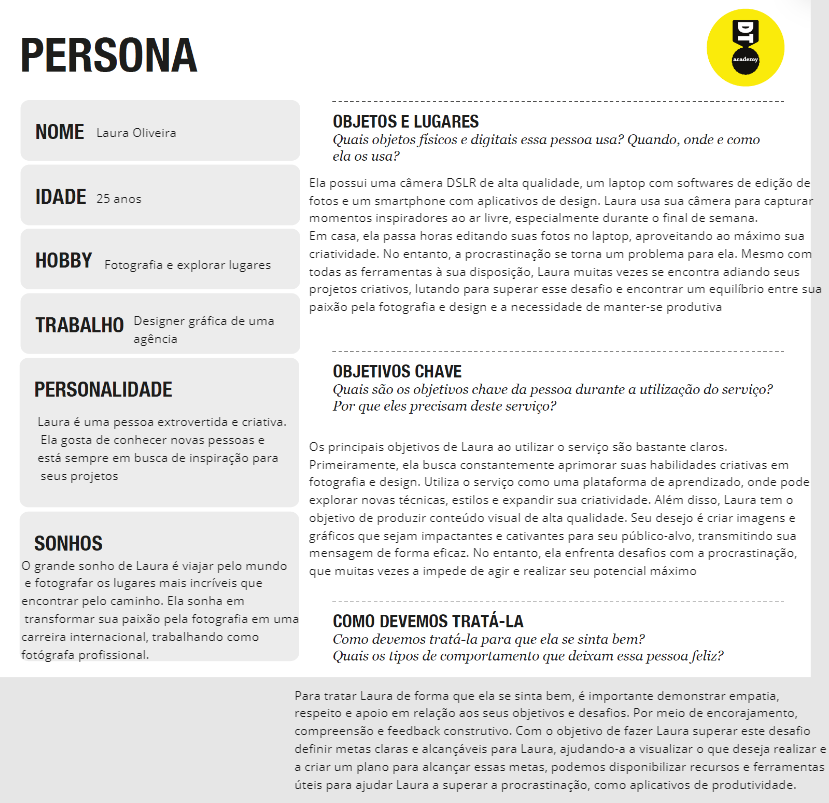 PERSONA
DT
academy
NOME Laura Oliveira
IDADE 25 anos
HOBBY Fotografia e explorar lugares
TRABALHO Designer gráfica de uma
agência
PERSONALIDADE
Laura é uma pessoa extrovertida e criativa.
Ela gosta de conhecer novas pessoas e
está sempre em busca de inspiração para
seus projetos
SONHOS
O grande sonho de Laura é viajar pelo mundo
e fotografar os lugares mais incríveis que
encontrar pelo caminho. Ela sonha em
transformar sua paixão pela fotografia em uma
carreira internacional, trabalhando como
fotógrafa profissional.
OBJETOS E LUGARES
Quais objetos físicos e digitais essa pessoa usa? Quando, onde e como
ela os usa?
Ela possui uma câmera DSLR de alta qualidade, um laptop com softwares de edição de
fotos e um smartphone com aplicativos de design. Laura usa sua câmera para capturar
momentos inspiradores ao ar livre, especialmente durante o final de semana.
Em casa, ela passa horas editando suas fotos no laptop, aproveitando ao máximo sua
criatividade. No entanto, a procrastinação se torna um problema para ela. Mesmo com
todas as ferramentas à sua disposição, Laura muitas vezes se encontra adiando seus
projetos criativos, lutando para superar esse desafio e encontrar um equilíbrio entre sua
paixão pela fotografia e design e a necessidade de manter-se produtiva
OBJETIVOS CHAVE
Quais são os objetivos chave da pessoa durante a utilização do serviço?
Por que eles precisam deste serviço?
Os principais objetivos de Laura ao utilizar o serviço são bastante claros.
Primeiramente, ela busca constantemente aprimorar suas habilidades criativas em
fotografia e design. Utiliza o serviço como uma plataforma de aprendizado, onde pode
explorar novas técnicas, estilos e expandir sua criatividade. Além disso, Laura tem o
objetivo de produzir conteúdo visual de alta qualidade. Seu desejo é criar imagens e
gráficos que sejam impactantes e cativantes para seu público-alvo, transmitindo sua
mensagem de forma eficaz. No entanto, ela enfrenta desafios com a procrastinação,
que muitas vezes a impede de agir e realizar seu potencial máximo
COMO DEVEMOS TRATÁ-LA
Como devemos tratá-la para que ela se sinta bem?
Quais os tipos de comportamento que deixam essa pessoa feliz?
Para tratar Laura de forma que ela se sinta bem, é importante demonstrar empatia,
respeito e apoio em relação aos seus objetivos e desafios. Por meio de encorajamento,
compreensão e feedback construtivo. Com o objetivo de fazer Laura superar este desafio
definir metas claras e alcançáveis para Laura, ajudando-a a visualizar o que deseja realizar e
a criar um plano para alcançar essas metas, podemos disponibilizar recursos e ferramentas
úteis para ajudar Laura a superar a procrastinação, como aplicativos de produtividade.